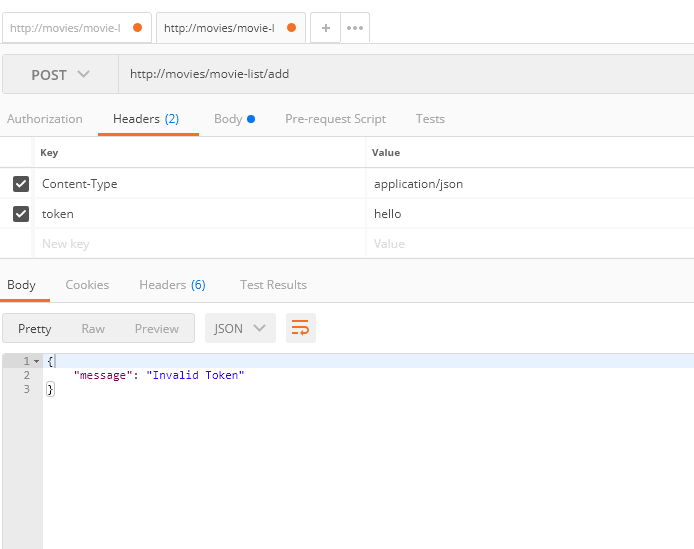 http://movies/movie-l http://movies/movie-l + •••
POST http://movies/movie-list/add
Authorization Headers (2) Body Pre-request Script Tests
Key Value
Content-Type application/json
token hello
New key Value
Body Cookies Headers (6) Test Results
Pretty Raw Preview JSON
1 {
2 "message": "Invalid Token"
3 }